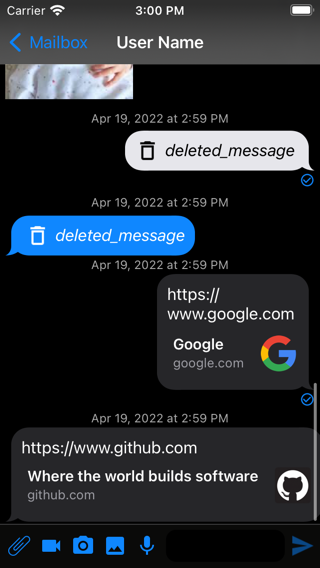 Carrier 3:00 PM
Mailbox User Name
Apr 19, 2022 at 2:59 PM
deleted_message
Apr 19, 2022 at 2:59 PM
deleted_message
Apr 19, 2022 at 2:59 PM
https://
www.google.com
Google
google.com
Apr 19, 2022 at 2:59 PM
https://www.github.com
Where the world builds software
github.com